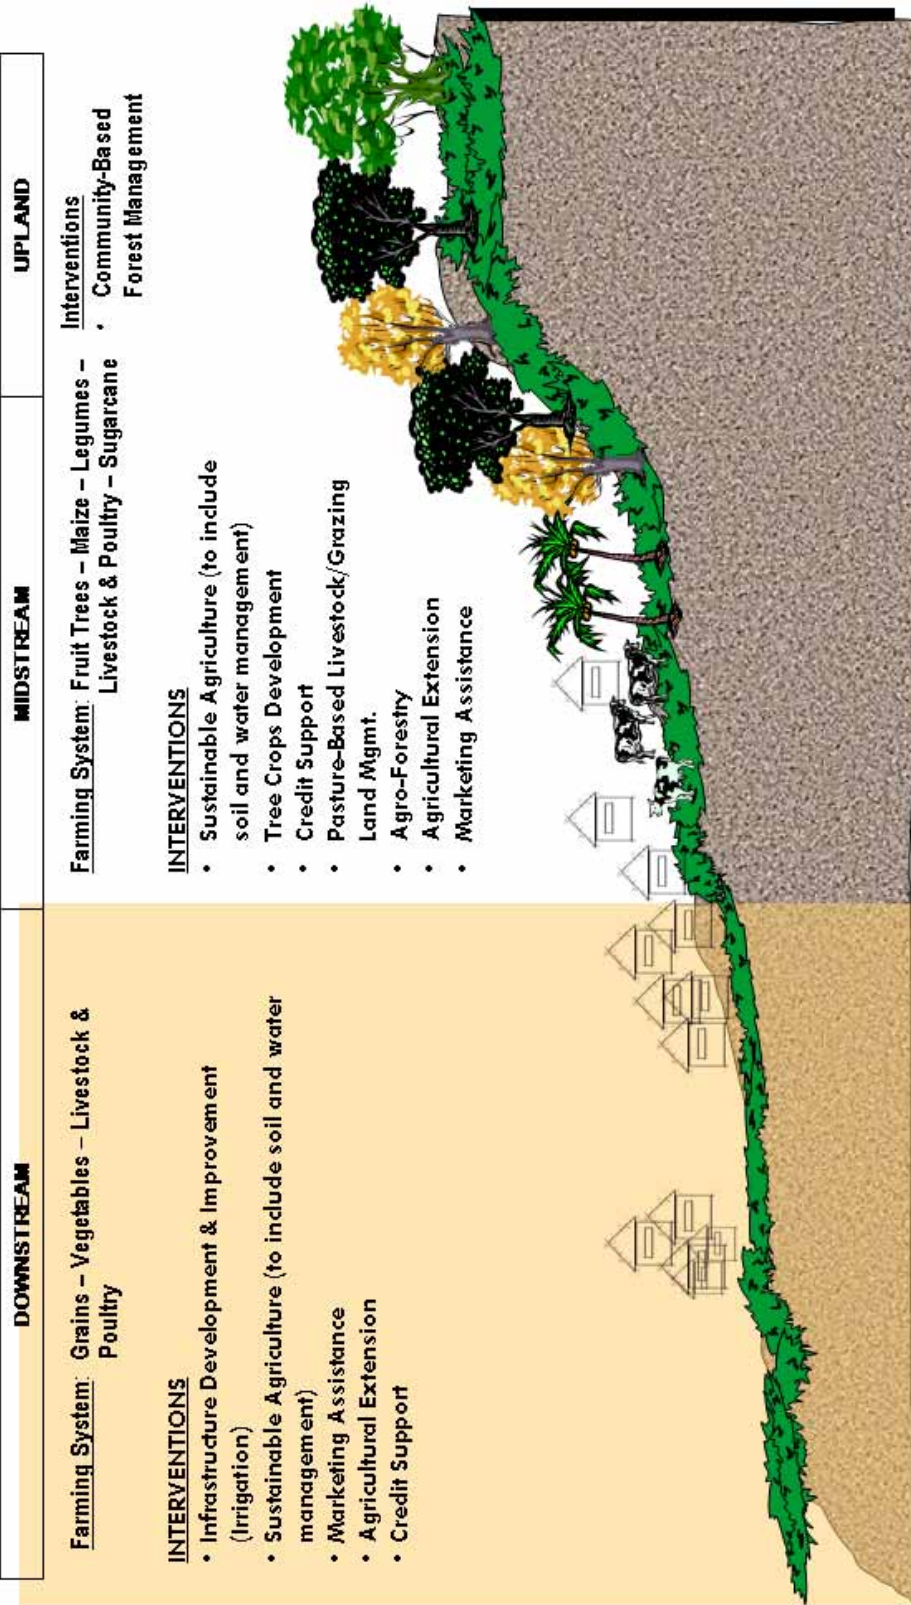 DOWNSTREAM
MIDSTREAM
UPLAND
Farming System: Grains – Vegetables – Livestock &
Poultry
INTERVENTIONS
• Infrastructure Development & Improvement
(Irrigation)
• Sustainable Agriculture (to include soil and water
management)
• Marketing Assistance
• Agricultural Extension
• Credit Support
Farming System: Fruit Trees – Maize – Legumes –
Livestock & Poultry – Sugarcane
INTERVENTIONS
• Sustainable Agriculture (to include
soil and water management)
• Tree Crops Development
• Credit Support
• Pasture-Based Livestock/Grazing
Land Mgmt.
• Agro-Forestry
• Agricultural Extension
• Marketing Assistance
Interventions
• Community-Based
Forest Management